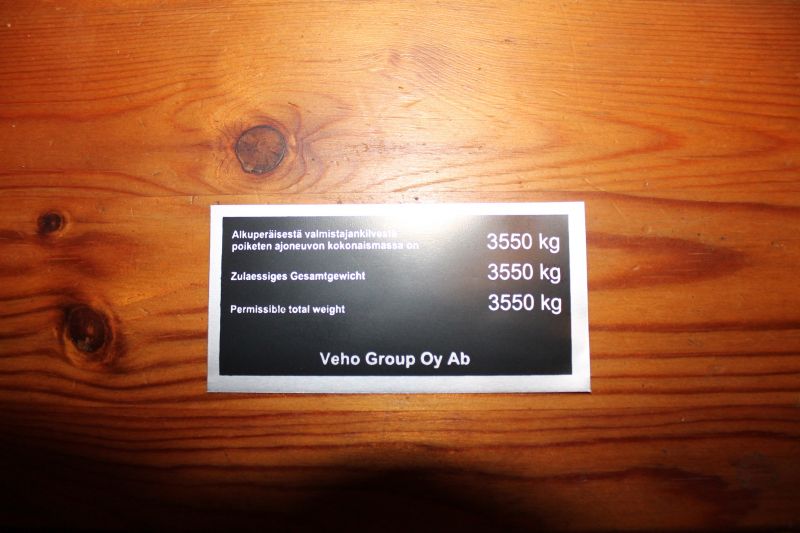 Alkuperäisestä valmistajankilvestä
poiketen ajoneuvon kokonaismassa on 3550 kg
Zulaessiges Gesamtgewicht 3550 kg
Permissible total weight 3550 kg
Veho Group Oy Ab